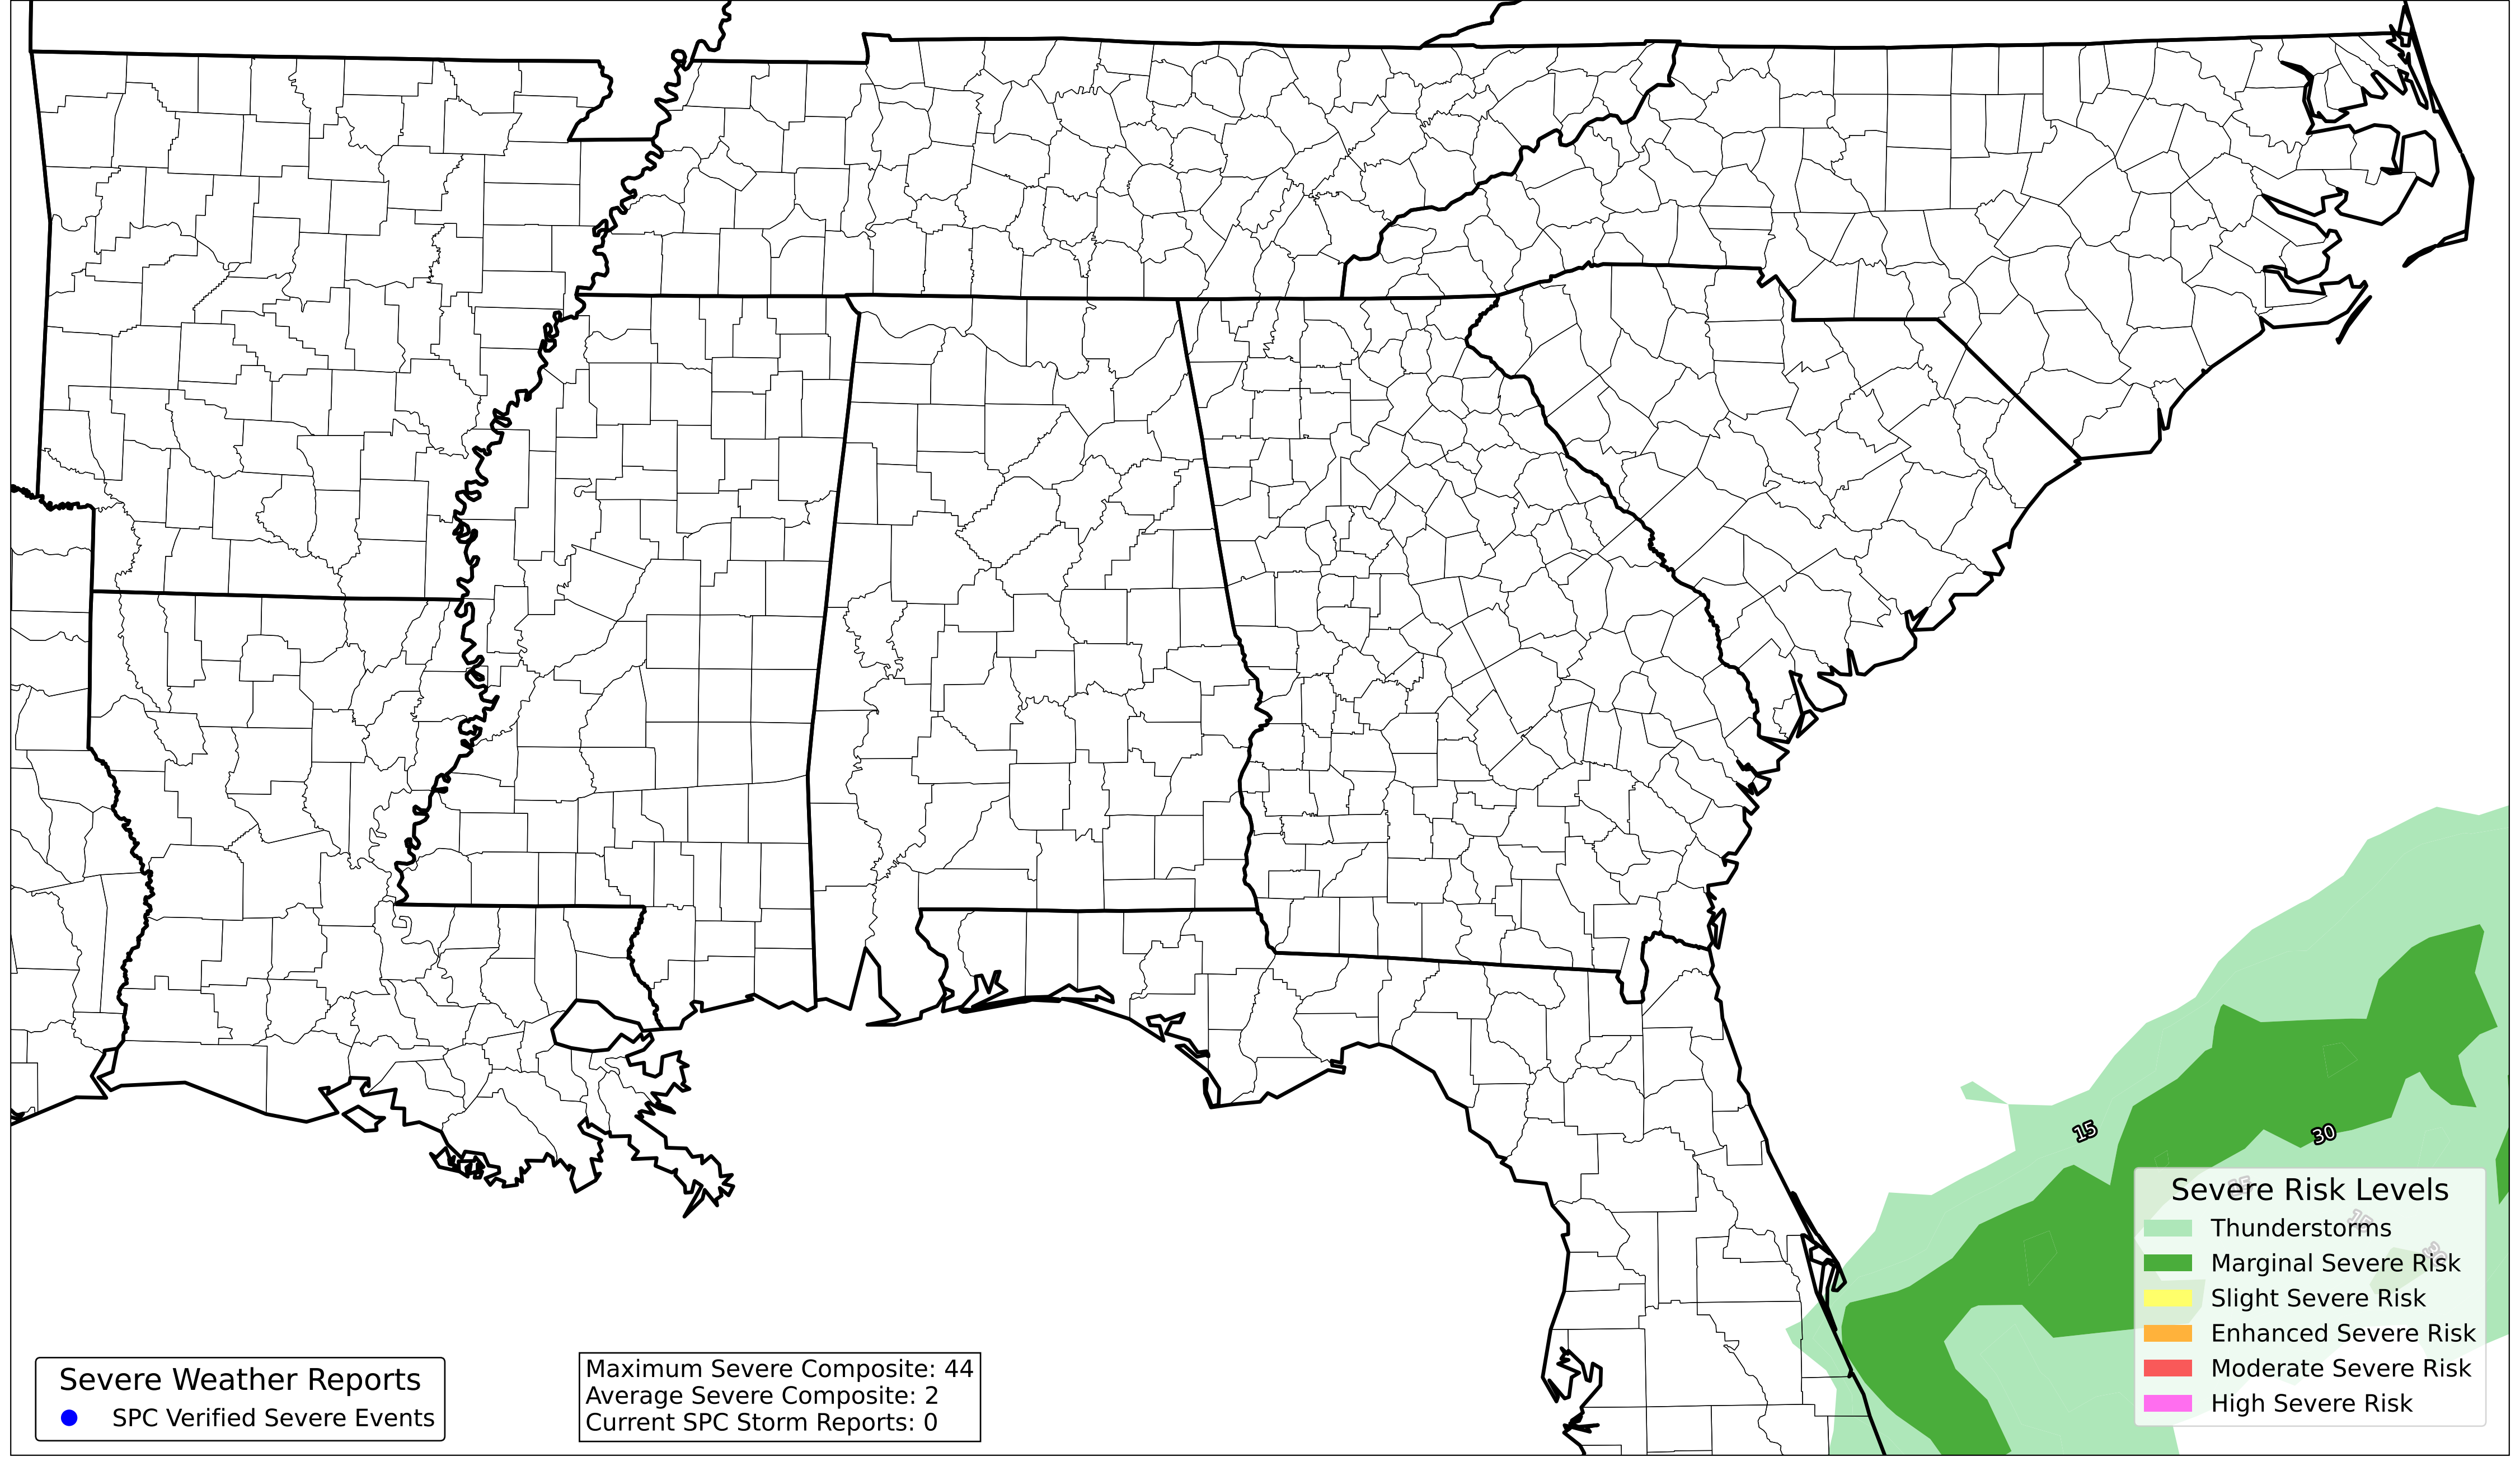 15
30
Severe Risk Levels
15
Thunderstorms
30
Marginal Severe Risk
Slight Severe Risk
Enhanced Severe Risk
Moderate Severe Risk
High Severe Risk
Severe Weather Reports
SPC Verified Severe Events
Maximum Severe Composite: 44
Average Severe Composite: 2
Current SPC Storm Reports: 0